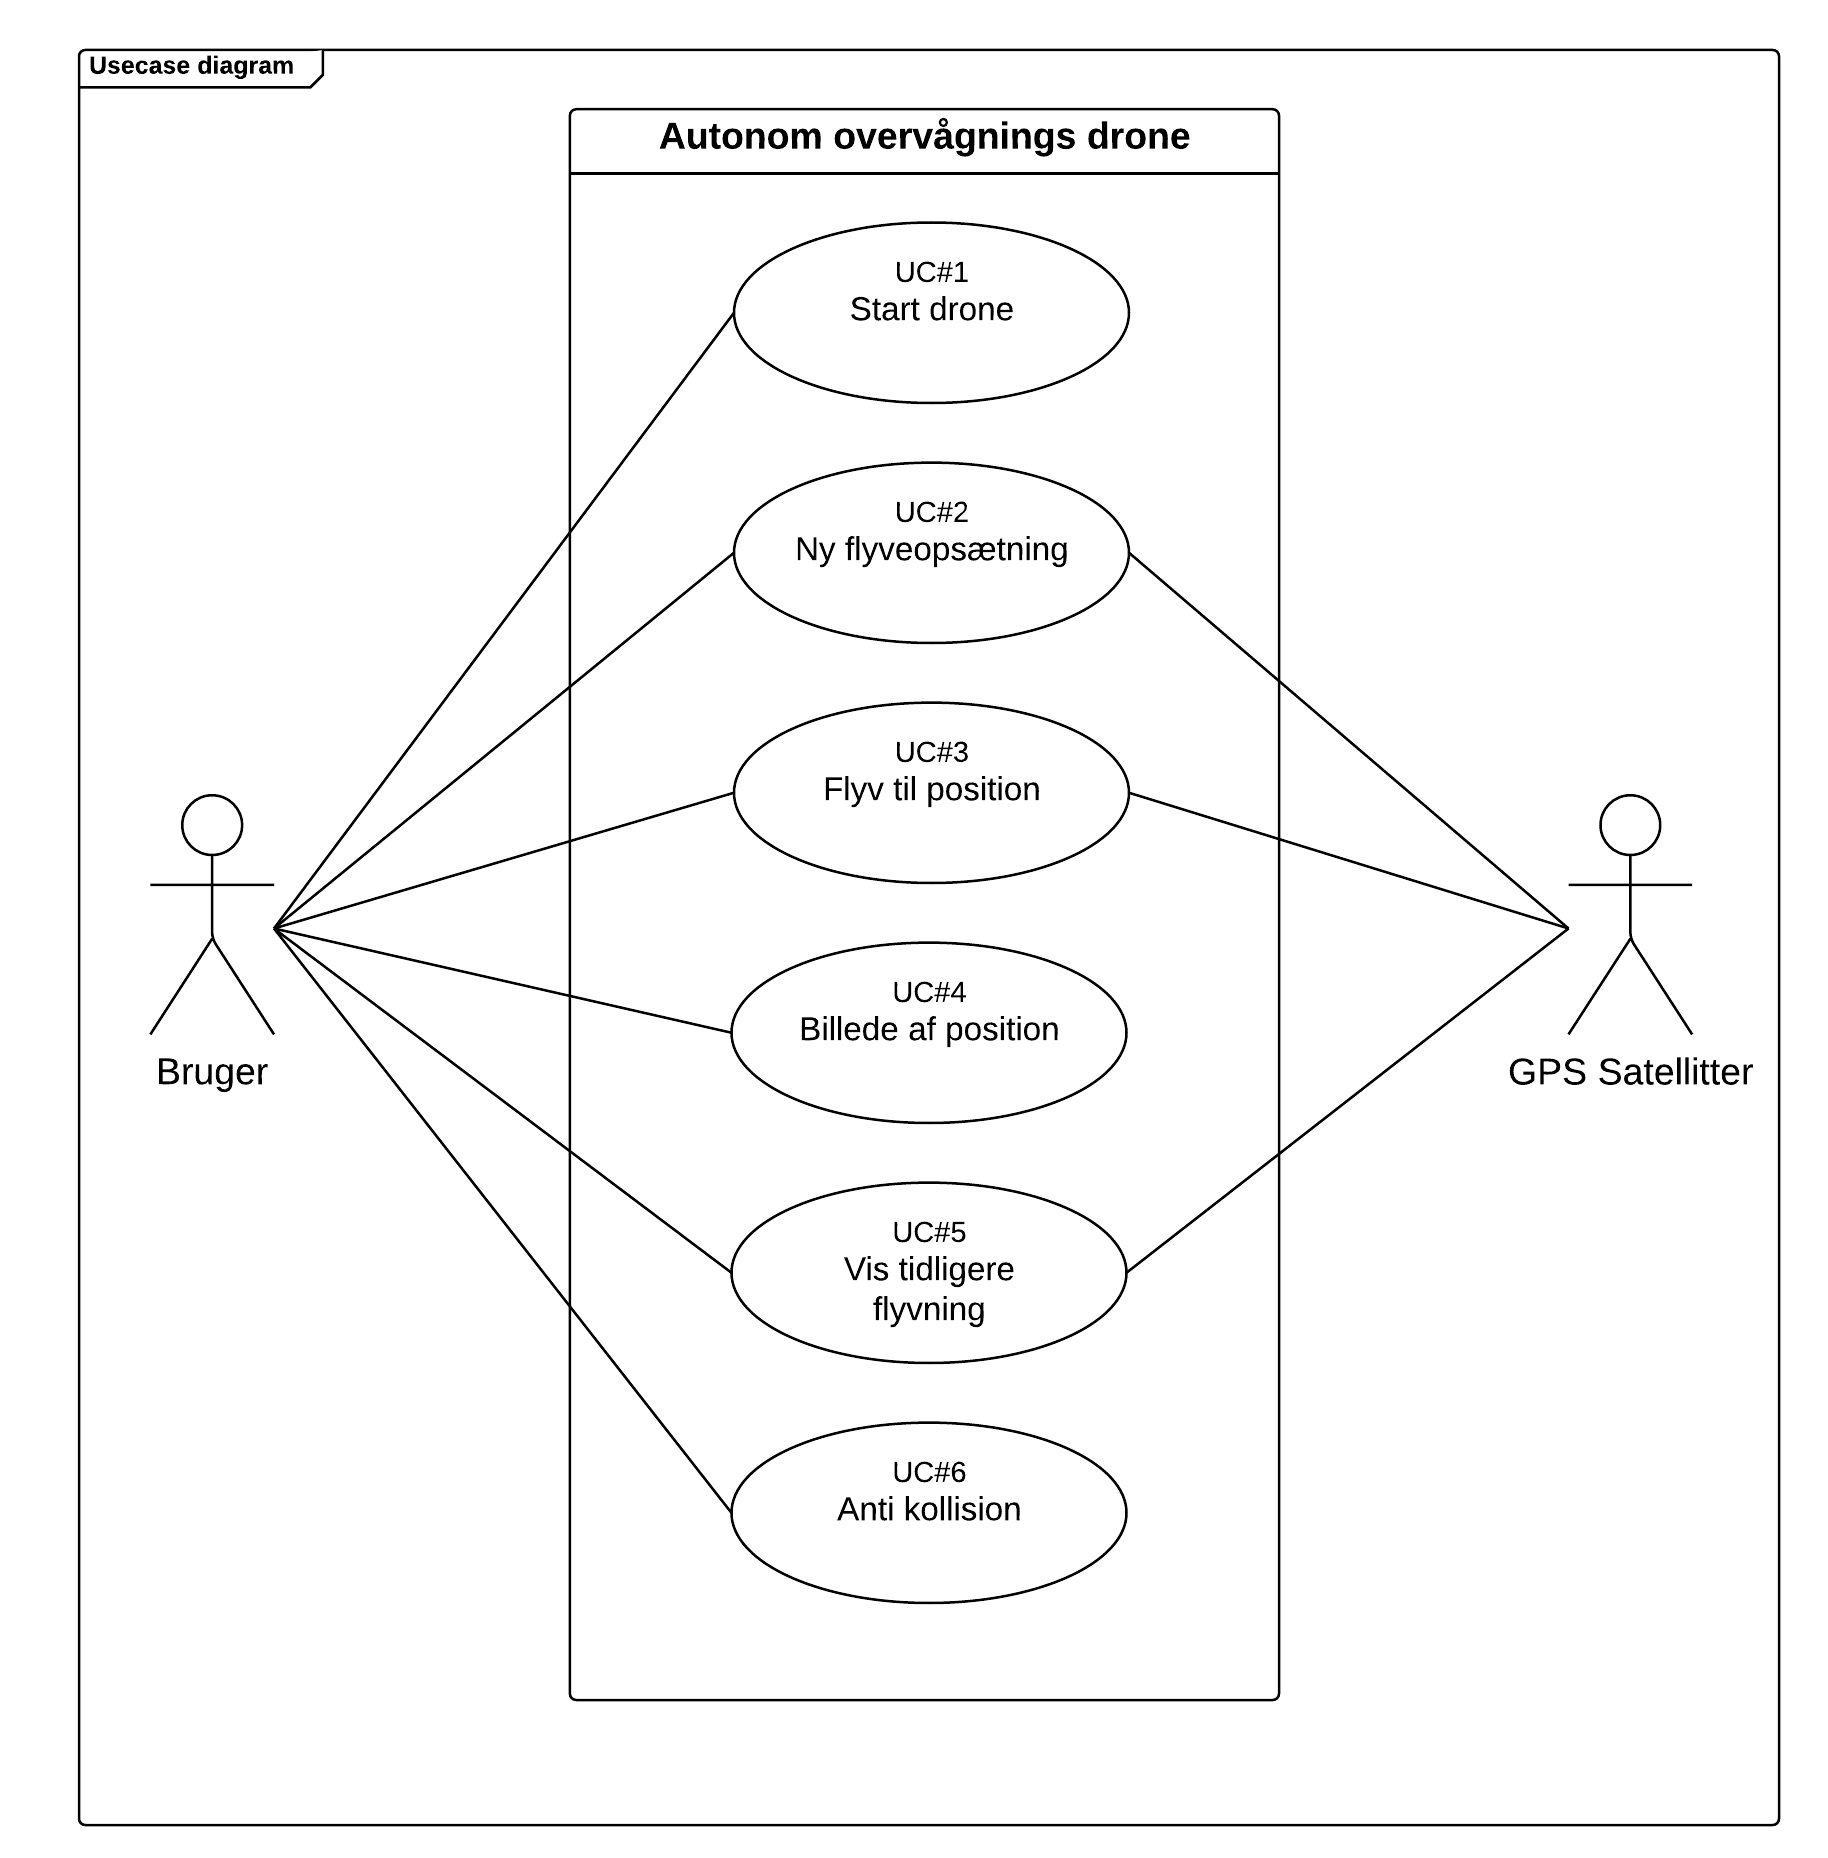 Usecase diagram
Autonom overvågnings drone
UC#1
Start drone
UC#2
Ny flyveopsætning
UC#3
Flyv til position
UC#4
Billede af position
Bruger
GPS Satellitter
UC#5
Vis tidligere
flyvning
UC#6
Anti kollision